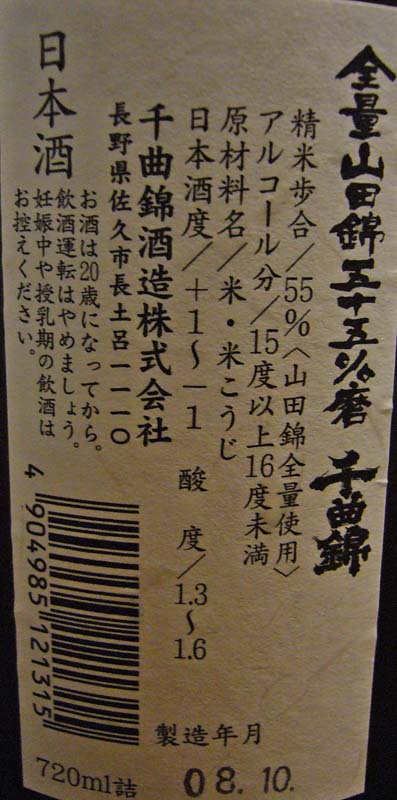 全量山田錦五十五%磨 千曲錦
精米歩合／55%〈山田錦全量使用〉
アルコール分／15度以上16度未満
原材料名／米・米こうじ
日本酒度／＋1〜−1 酸度／1.3〜1.6
千曲錦酒造株式会社
長野県佐久市長土呂一一一〇
日本酒
お酒は20歳になってから。
飲酒運転はやめましょう。
妊娠中や授乳期の飲酒は
お控えください。
4 904985 121315
製造年月
08.10.
720ml詰